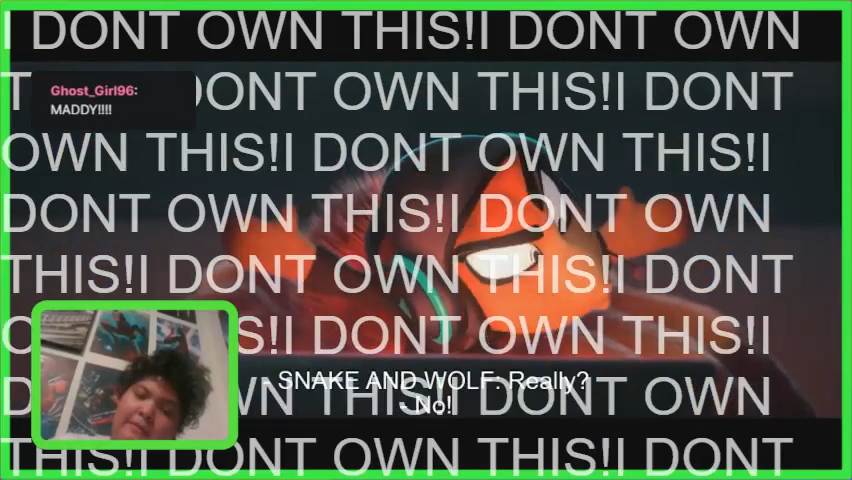 I DONT OWN THIS!I DONT OWN
T DONT OWN THIS!I DONT
Ghost_Girl96:
MADDY!!!!
OWN THIS!I DONT OWN THIS!I
DONT OWN THIS!I DONT OWN
THIS!I DONT OWN THIS!I DONT
O S!I DONT OWN THIS!I
D WN THIS!I DONT OWN
- SNAKE AND WOLF: Really?
- No!
THIS!I DONT OWN THIS!I DONT